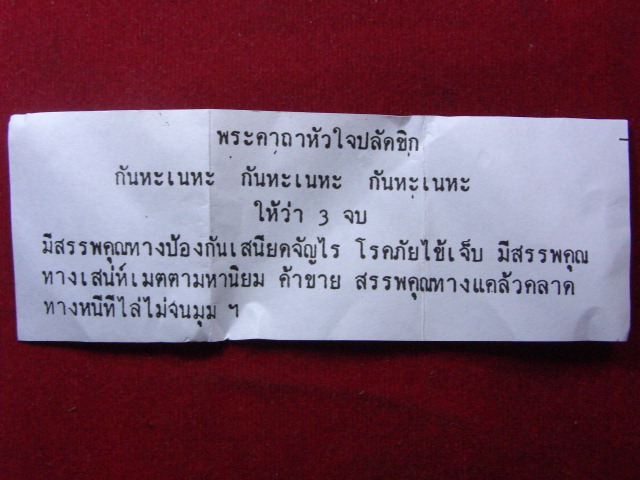 พระคาถาหัวใจปลัดขิก
กันหะเนหะ กันหะเนหะ กันหะเนหะ
ให้ว่า 3 จบ
มีสรรพคุณทางป้องกันเสนียดจัญไร โรคภัยไข้เจ็บ มีสรรพคุณ
ทางเสน่ห์เมตตามหานิยม ค้าขาย สรรพคุณทางแคล้วคลาด
ทางหนีทีไล่ไม่จนมุม ฯ